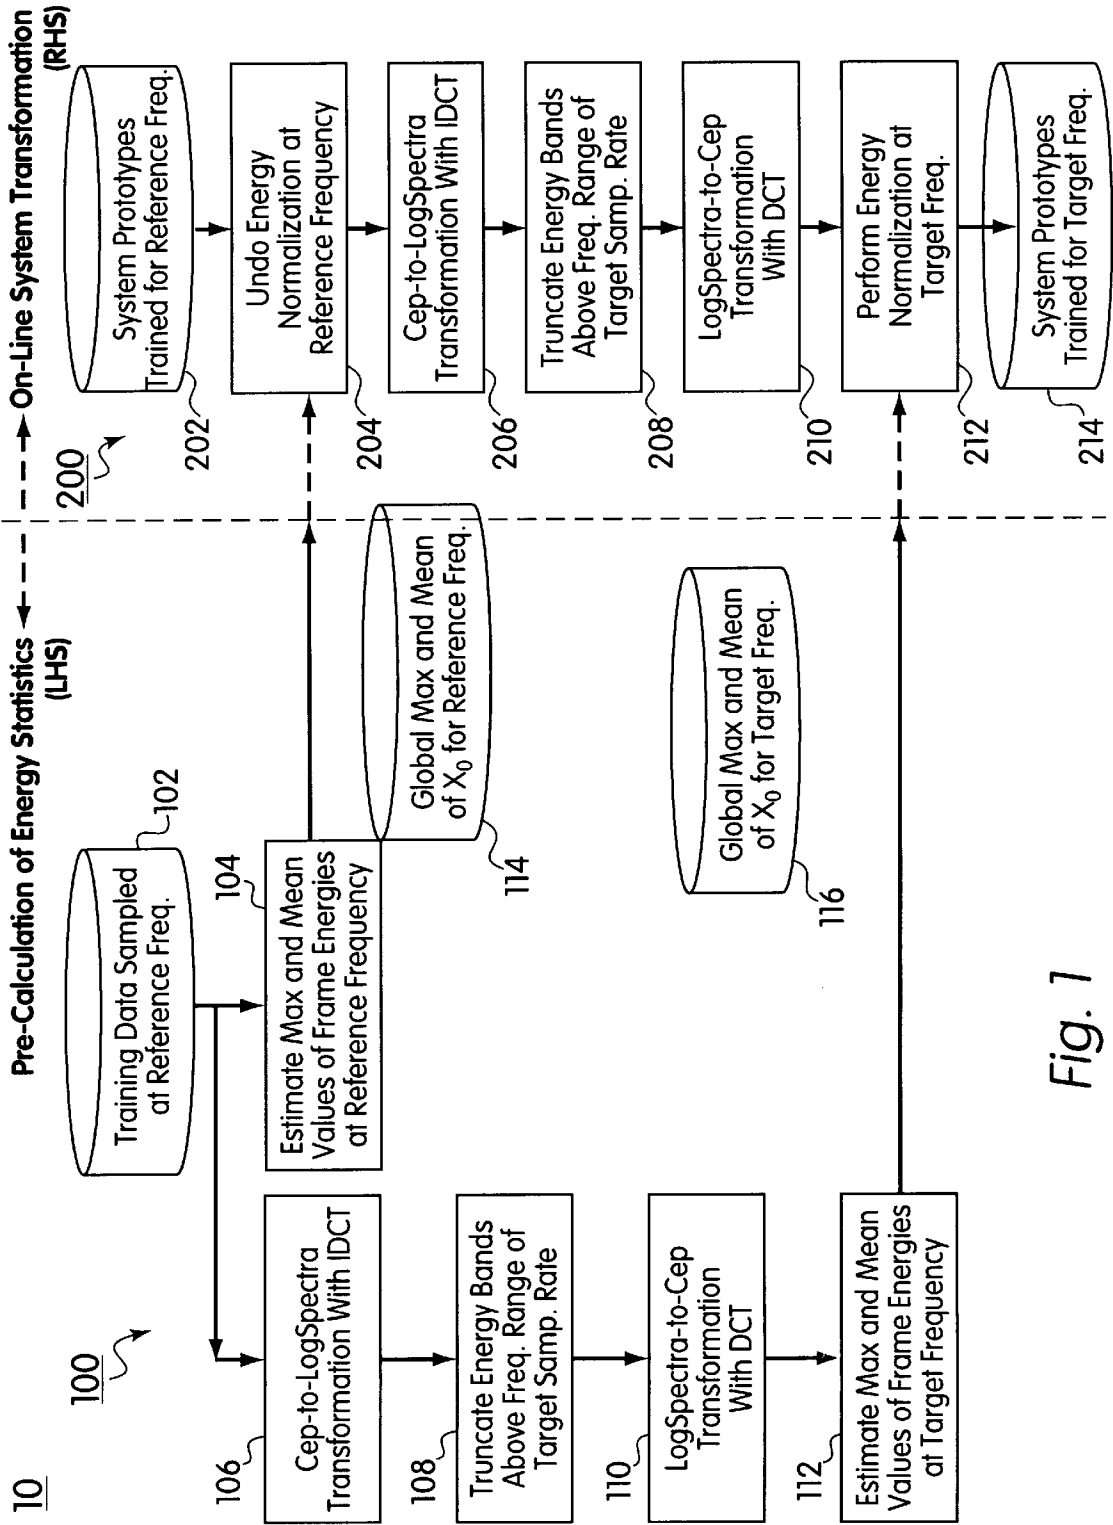 10
Pre-Calculation of Energy Statistics
(LHS)
On-Line System Transformation
(RHS)
100
Training Data Sampled
at Reference Freq.
102
104
Estimate Max and Mean
Values of Frame Energies
at Reference Frequency
106
Cep-to-LogSpectra
Transformation With IDCT
108
Truncate Energy Bands
Above Freq. Range of
Target Samp. Rate
110
LogSpectra-to-Cep
Transformation
With DCT
112
Estimate Max and Mean
Values of Frame Energies
at Target Frequency
Global Max and Mean
of X0 for Reference Freq.
114
Global Max and Mean
of X0 for Target Freq.
116
200
System Prototypes
Trained for Reference Freq.
202
Undo Energy
Normalization at
Reference Frequency
204
Cep-to-LogSpectra
Transformation With IDCT
206
Truncate Energy Bands
Above Freq. Range of
Target Samp. Rate
208
LogSpectra-to-Cep
Transformation
With DCT
210
Perform Energy
Normalization at
Target Freq.
212
System Prototypes
Trained for Target Freq.
214
Fig. 1